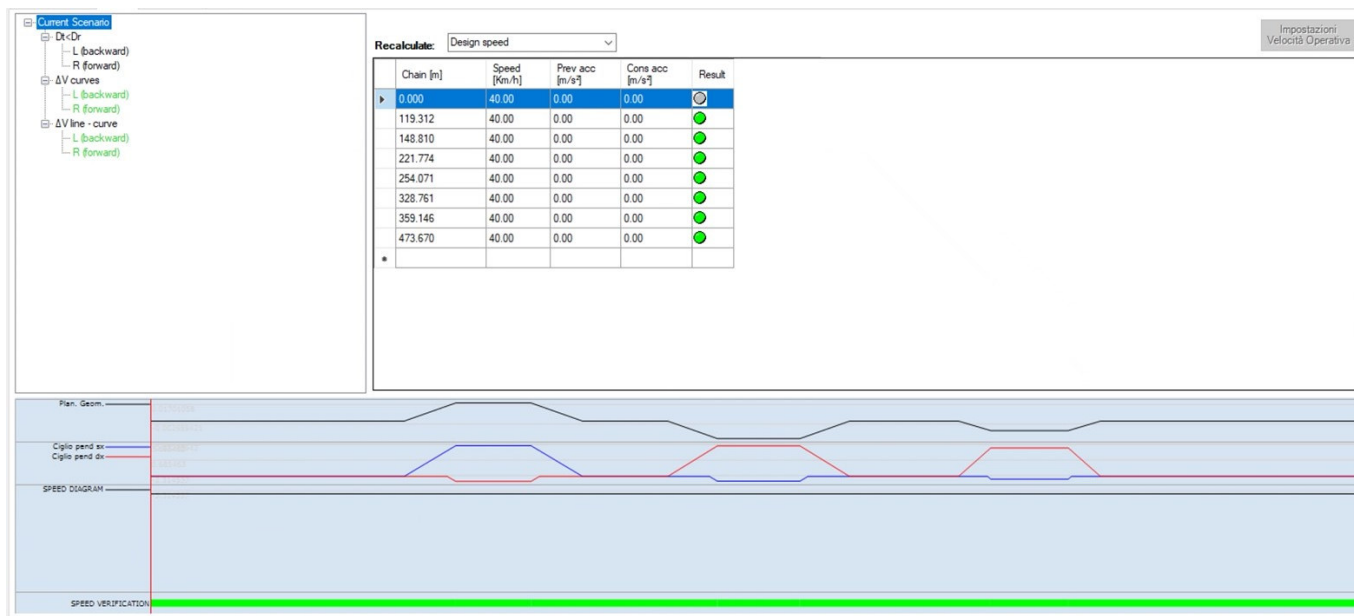 Current Scenario
Dt<Dr
L (backward)
R (forward)
ΔV curves
L (backward)
R (forward)
ΔV line - curve
L (backward)
R (forward)
Recalculate: Design speed
Impostazioni
Velocità Operativa
Chain [m] Speed [Km/h] Prev acc [m/s²] Cons acc [m/s²] Result
0.000 40.00 0.00 0.00
119.312 40.00 0.00 0.00
148.810 40.00 0.00 0.00
221.774 40.00 0.00 0.00
254.071 40.00 0.00 0.00
328.761 40.00 0.00 0.00
359.146 40.00 0.00 0.00
473.670 40.00 0.00 0.00
Plan. Geom.
Ciglio pend sx
Ciglio pend dx
SPEED DIAGRAM
SPEED VERIFICATION